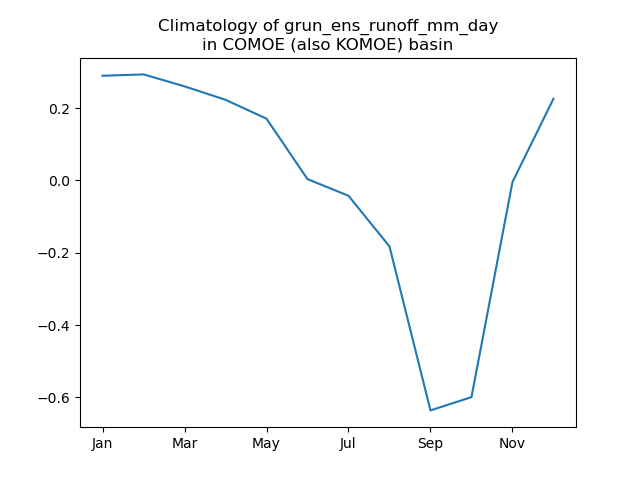 Climatology of grun_ens_runoff_mm_day
in COMOE (also KOMOE) basin
0.2
0.0
−0.2
−0.4
−0.6
Jan Mar May Jul Sep Nov